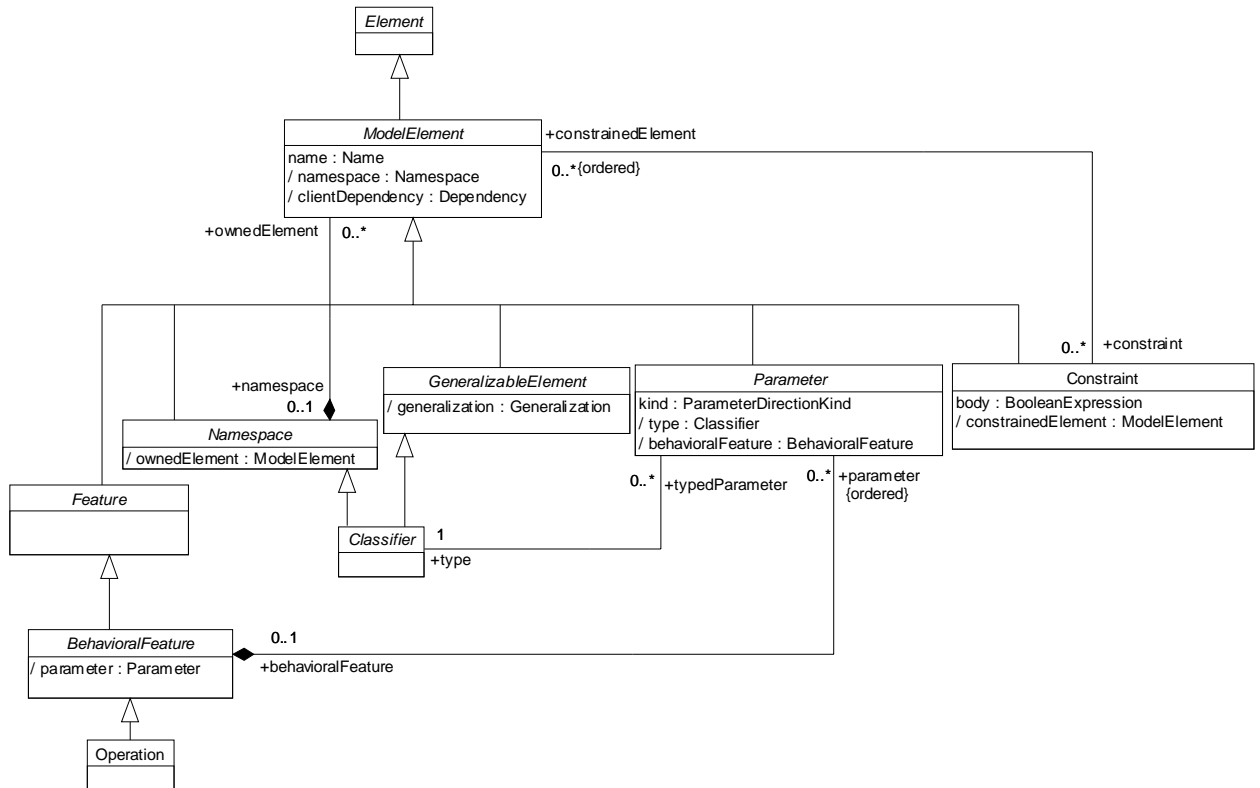 Element
ModelElement
name : Name
/ namespace : Namespace
/ clientDependency : Dependency
+constrainedElement
0..*{ordered}
+ownedElement
0..*
0..*
+constraint
+namespace
0..1
Namespace
/ ownedElement : ModelElement
GeneralizableElement
/ generalization : Generalization
Parameter
kind : ParameterDirectionKind
/ type : Classifier
/ behavioralFeature : BehavioralFeature
Constraint
body : BooleanExpression
/ constrainedElement : ModelElement
0..*
+typedParameter
0..*
+parameter
{ordered}
Feature
Classifier
1
+type
BehavioralFeature
/ parameter : Parameter
0..1
+behavioralFeature
Operation